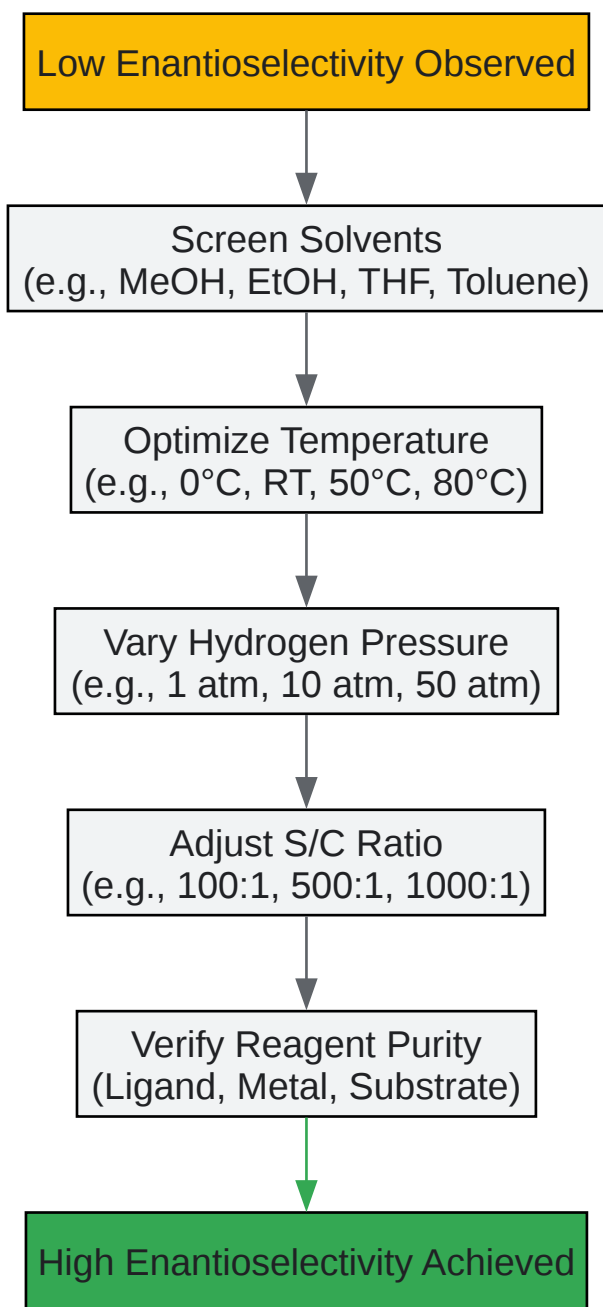 Low Enantioselectivity Observed
Screen Solvents
(e.g., MeOH, EtOH, THF, Toluene)
Optimize Temperature
(e.g., 0°C, RT, 50°C, 80°C)
Vary Hydrogen Pressure
(e.g., 1 atm, 10 atm, 50 atm)
Adjust S/C Ratio
(e.g., 100:1, 500:1, 1000:1)
Verify Reagent Purity
(Ligand, Metal, Substrate)
High Enantioselectivity Achieved